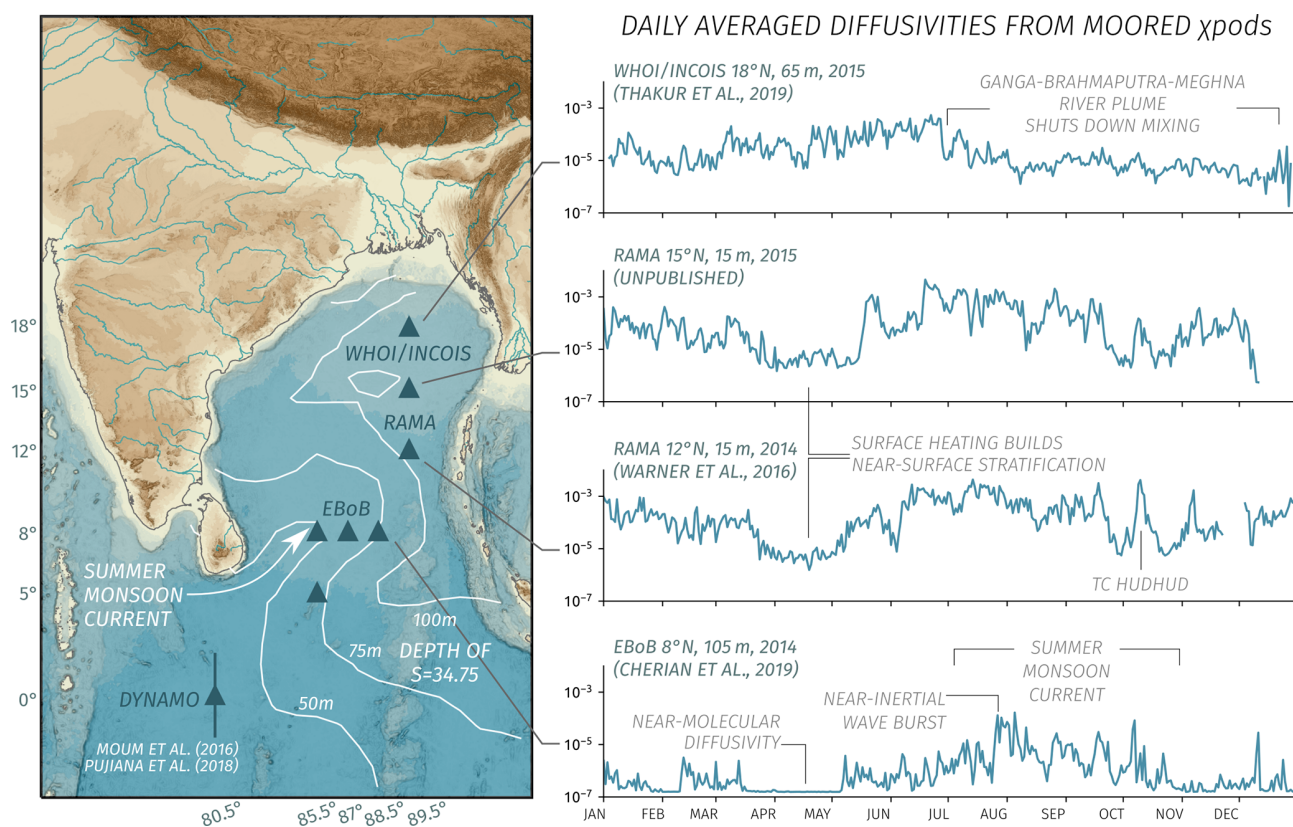 DAILY AVERAGED DIFFUSIVITIES FROM MOORED χpods
WHOI/INCOIS 18°N, 65 m, 2015
(THAKUR ET AL., 2019)
GANGA-BRAHMAPUTRA-MEGHNA
RIVER PLUME
SHUTS DOWN MIXING
10⁻³
10⁻⁵
10⁻⁷
RAMA 15°N, 15 m, 2015
(UNPUBLISHED)
10⁻³
10⁻⁵
10⁻⁷
SURFACE HEATING BUILDS
NEAR-SURFACE STRATIFICATION
RAMA 12°N, 15 m, 2014
(WARNER ET AL., 2016)
10⁻³
10⁻⁵
10⁻⁷
TC HUDHUD
EBoB 8°N, 105 m, 2014
(CHERIAN ET AL., 2019)
SUMMER
MONSOON
CURRENT
NEAR-INERTIAL
WAVE BURST
NEAR-MOLECULAR
DIFFUSIVITY
10⁻³
10⁻⁵
10⁻⁷
JAN FEB MAR APR MAY JUN JUL AUG SEP OCT NOV DEC
18°
15°
12°
8°
5°
0°
WHOI/INCOIS
RAMA
EBoB
SUMMER
MONSOON
CURRENT
100m
75m
DEPTH OF
S=34.75
50m
DYNAMO
MOUM ET AL. (2016)
PUJIANA ET AL. (2018)
80.5° 85.5° 87° 88.5° 89.5°